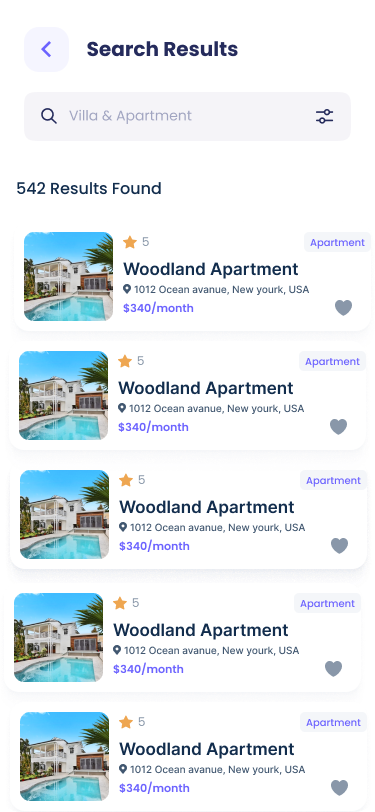 Search Results
Villa & Apartment
542 Results Found
5 Apartment
Woodland Apartment
1012 Ocean avanue, New yourk, USA
$340/month
5 Apartment
Woodland Apartment
1012 Ocean avanue, New yourk, USA
$340/month
5 Apartment
Woodland Apartment
1012 Ocean avanue, New yourk, USA
$340/month
5 Apartment
Woodland Apartment
1012 Ocean avanue, New yourk, USA
$340/month
5 Apartment
Woodland Apartment
1012 Ocean avanue, New yourk, USA
$340/month